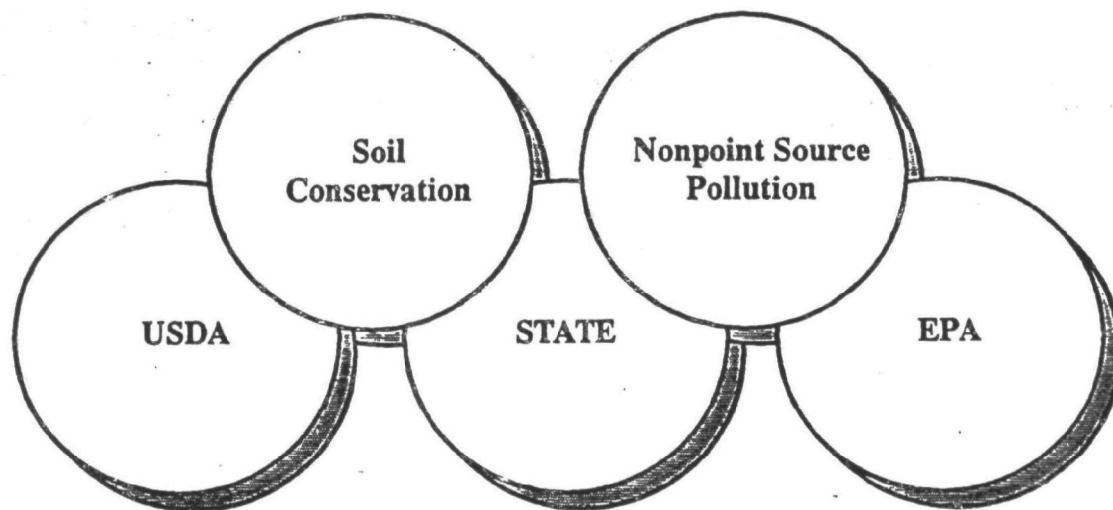 Soil
Conservation
Nonpoint Source
Pollution
USDA
STATE
EPA